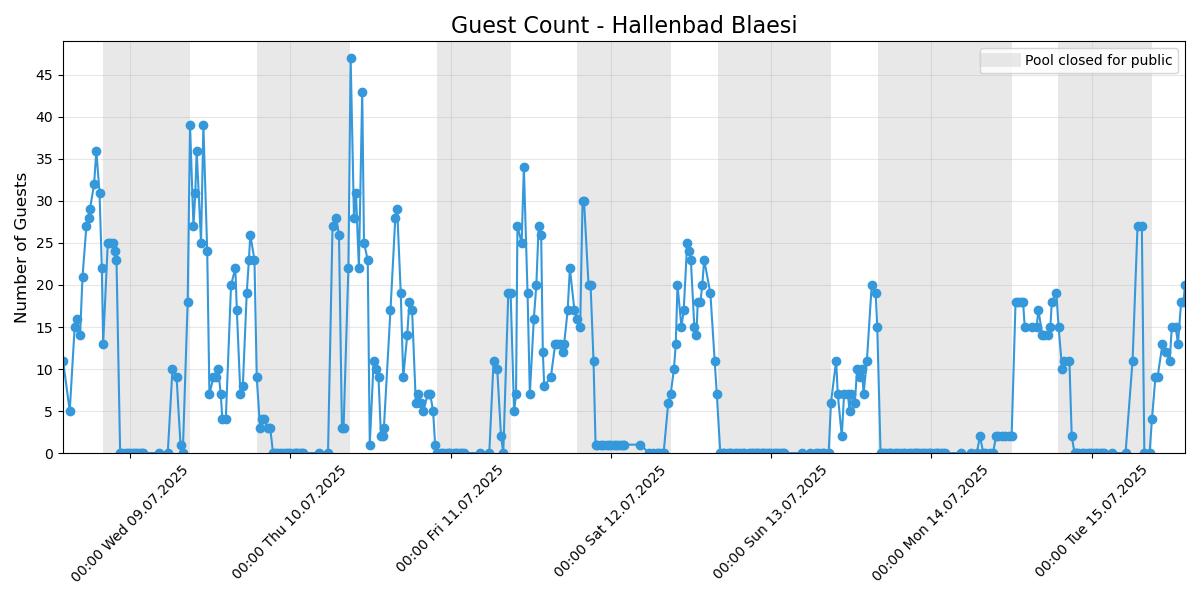 Guest Count - Hallenbad Blaesi
Pool closed for public
Number of Guests
45
40
35
30
25
20
15
10
5
0
00:00 Wed 09.07.2025
00:00 Thu 10.07.2025
00:00 Fri 11.07.2025
00:00 Sat 12.07.2025
00:00 Sun 13.07.2025
00:00 Mon 14.07.2025
00:00 Tue 15.07.2025